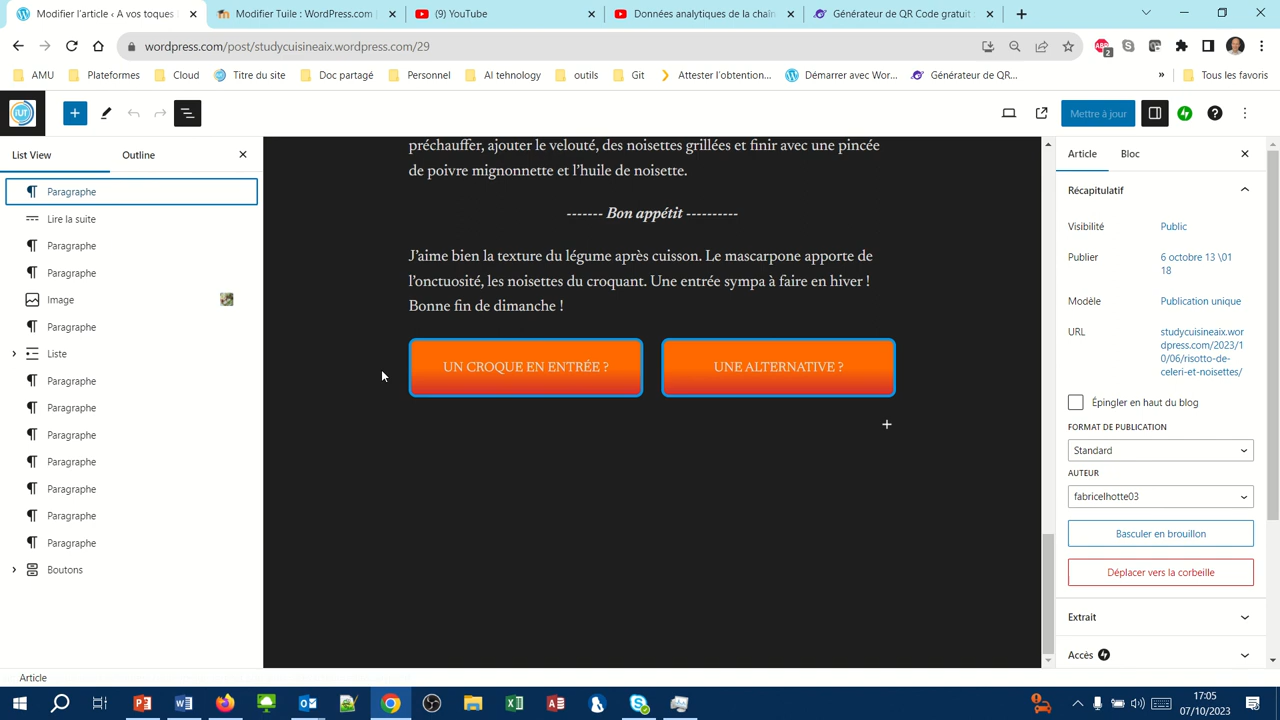 Modifier l'article « A vos toques
Modifier Tuile : WordPress.com
(9) YouTube
Données analytiques de la chaîn
Générateur de QR Code gratuit :
wordpress.com/post/studycuisineaix.wordpress.com/29
2
AMU
Plateformes
Cloud
Titre du site
Doc partagé
Personnel
AI tehnology
outils
Git
Attester l'obtention...
Démarrer avec Wor...
Générateur de QR...
»
Tous les favoris
IUT
Mettre à jour
List View
Outline
Paragraphe
Lire la suite
Paragraphe
Paragraphe
Image
Paragraphe
Liste
Paragraphe
Paragraphe
Paragraphe
Paragraphe
Paragraphe
Paragraphe
Paragraphe
Boutons
préchauffer, ajouter le velouté, des noisettes grillées et finir avec une pincée
de poivre mignonnette et l'huile de noisette.
------- Bon appétit ----------
J'aime bien la texture du légume après cuisson. Le mascarpone apporte de
l'onctuosité, les noisettes du croquant. Une entrée sympa à faire en hiver !
Bonne fin de dimanche !
UN CROQUE EN ENTRÉE ?
UNE ALTERNATIVE ?
Article
Bloc
Récapitulatif
Visibilité
Public
Publier
6 octobre 13 \01
18
Modèle
Publication unique
URL
studycuisineaix.wor
dpress.com/2023/1
0/06/risotto-de-
celeri-et-noisettes/
Épingler en haut du blog
FORMAT DE PUBLICATION
Standard
AUTEUR
fabricelhotte03
Basculer en brouillon
Déplacer vers la corbeille
Extrait
Accès
Article
17:05
07/10/2023